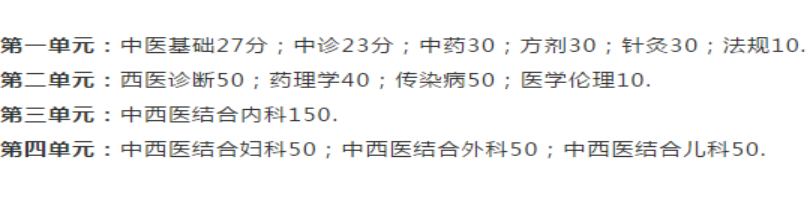 第一单元：中医基础27分；中诊23分；中药30；方剂30；针灸30；法规10.
第二单元：西医诊断50；药理学40；传染病50；医学伦理10.
第三单元：中西医结合内科150.
第四单元：中西医结合妇科50；中西医结合外科50；中西医结合儿科50.